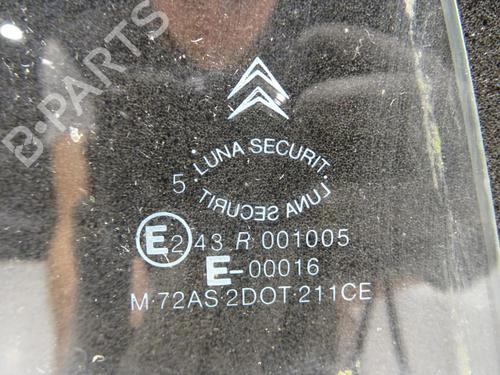 B-PARTS
5 · LUNA SECURIT ·
LUNA SECURIT
E2 43 R 001005
E-00016
M·72AS 2DOT·211CE